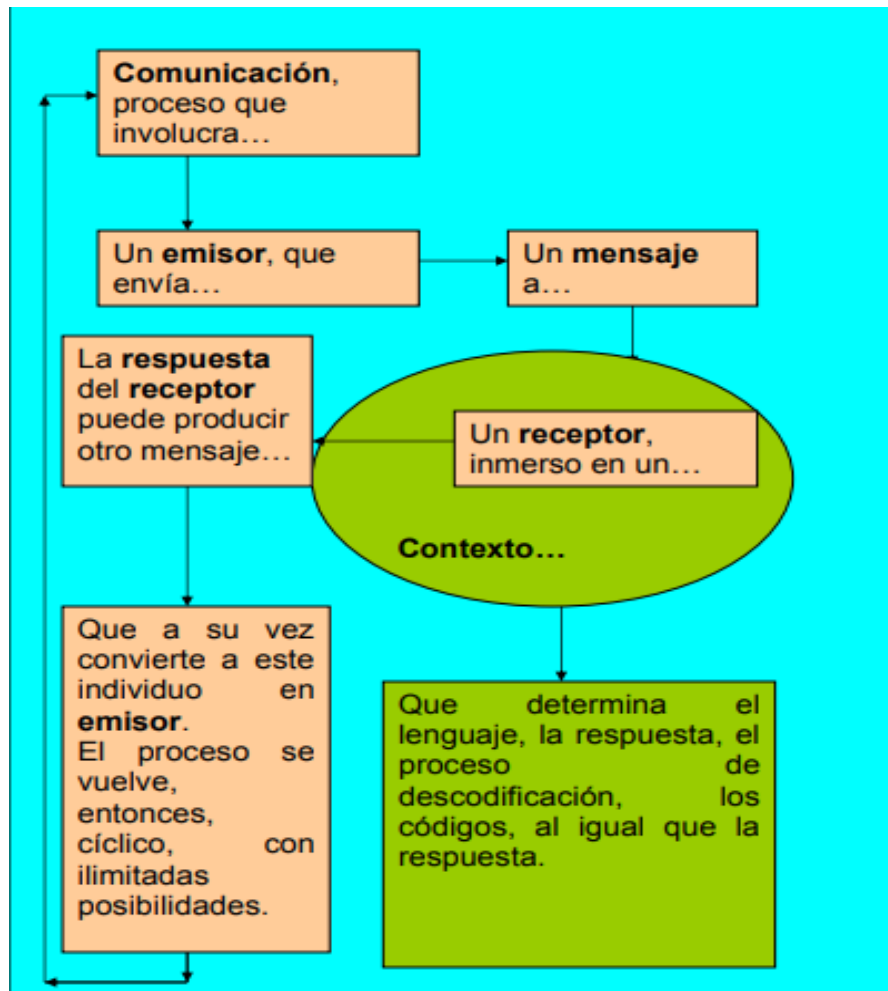 Comunicación,
proceso que
involucra…
Un emisor, que
envía…
Un mensaje
a…
La respuesta
del receptor
puede producir
otro mensaje…
Un receptor,
inmerso en un…
Contexto…
Que a su vez
convierte a este
individuo en
emisor.
El proceso se
vuelve,
entonces,
cíclico, con
ilimitadas
posibilidades.
Que determina el
lenguaje, la respuesta, el
proceso de
descodificación, los
códigos, al igual que la
respuesta.